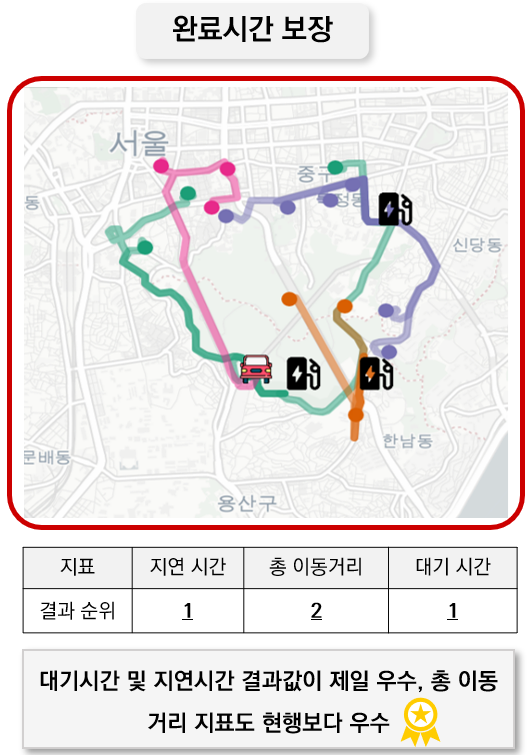 완료시간 보장
서울
중구
동
신당동
한남동
문배동
용산구
지표 지연 시간 총 이동거리 대기 시간
결과 순위 1 2 1
대기시간 및 지연시간 결과값이 제일 우수, 총 이동
거리 지표도 현행보다 우수